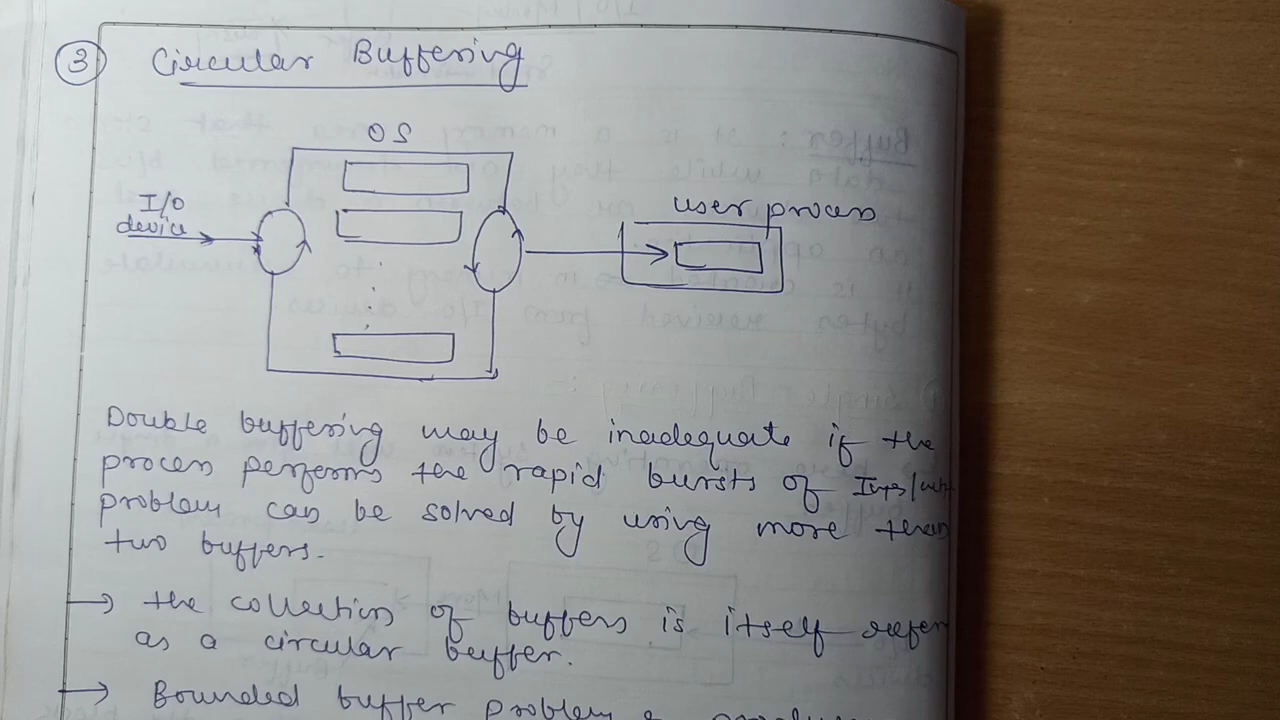 ③ Circular Buffering
OS
I/O
device
user process
Double buffering may be inadequate if the
process performs the rapid bursts of
problem can be solved by using more than
two buffers.
→ the collection of buffers is itself refer
as a circular buffer.
→ Bounded buffer problem &